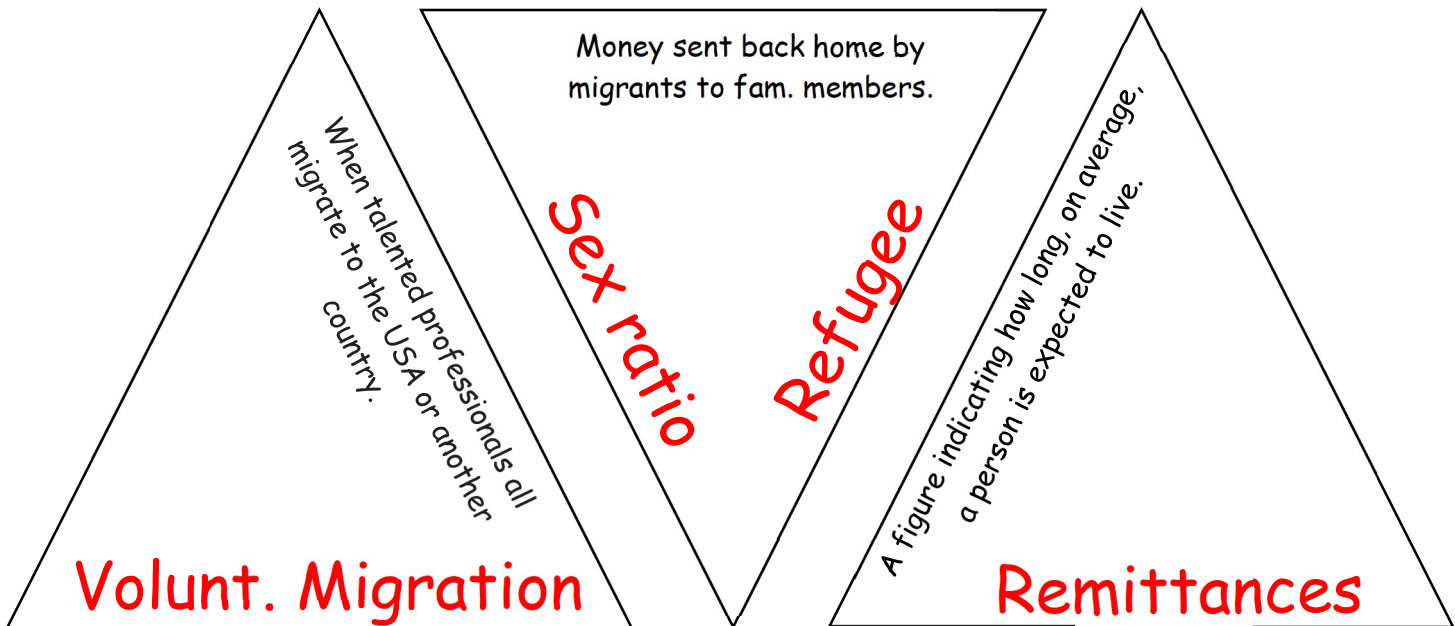 When talented professionals all
migrate to the USA or another
country.
Volunt. Migration
Money sent back home by
migrants to fam. members.
Sex ratio
Refugee
A figure indicating how long, on average,
a person is expected to live.
Remittances